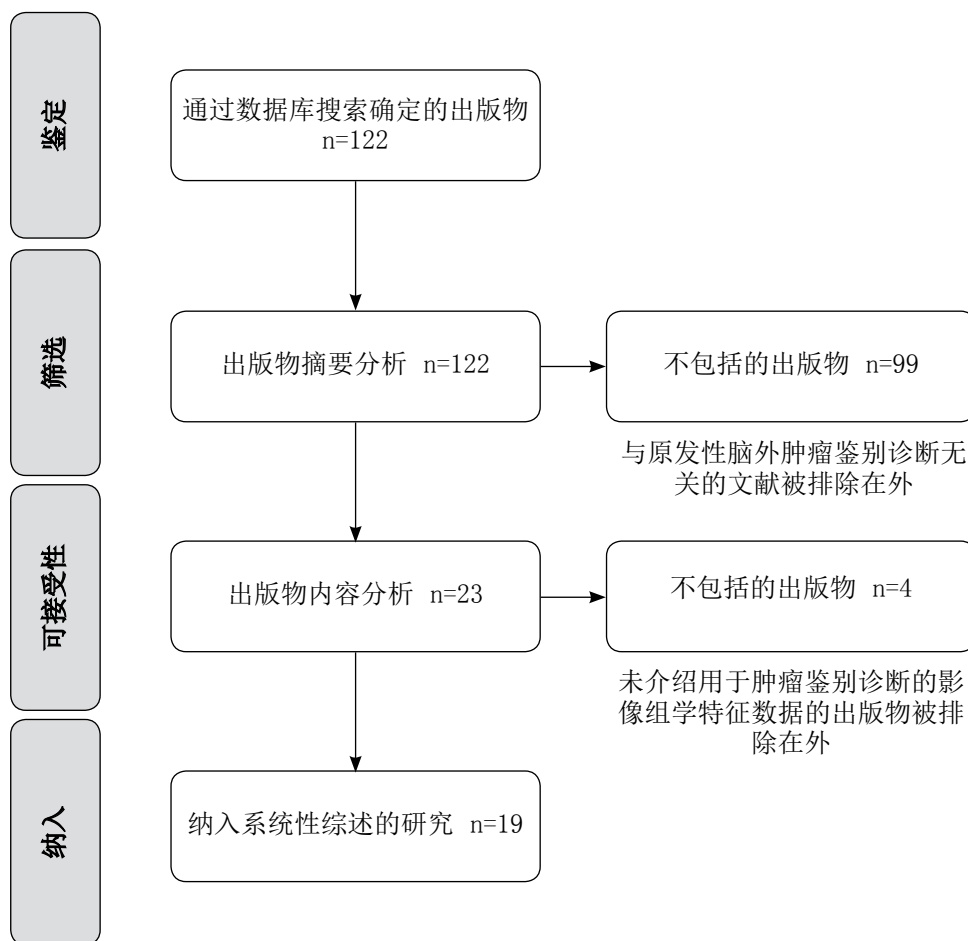 鉴定
通过数据库搜索确定的出版物
n=122
筛选
出版物摘要分析 n=122
不包括的出版物 n=99
与原发性脑外肿瘤鉴别诊断无
关的文献被排除在外
可接受性
出版物内容分析 n=23
不包括的出版物 n=4
未介绍用于肿瘤鉴别诊断的影
像组学特征数据的出版物被排
除在外
纳入
纳入系统性综述的研究 n=19